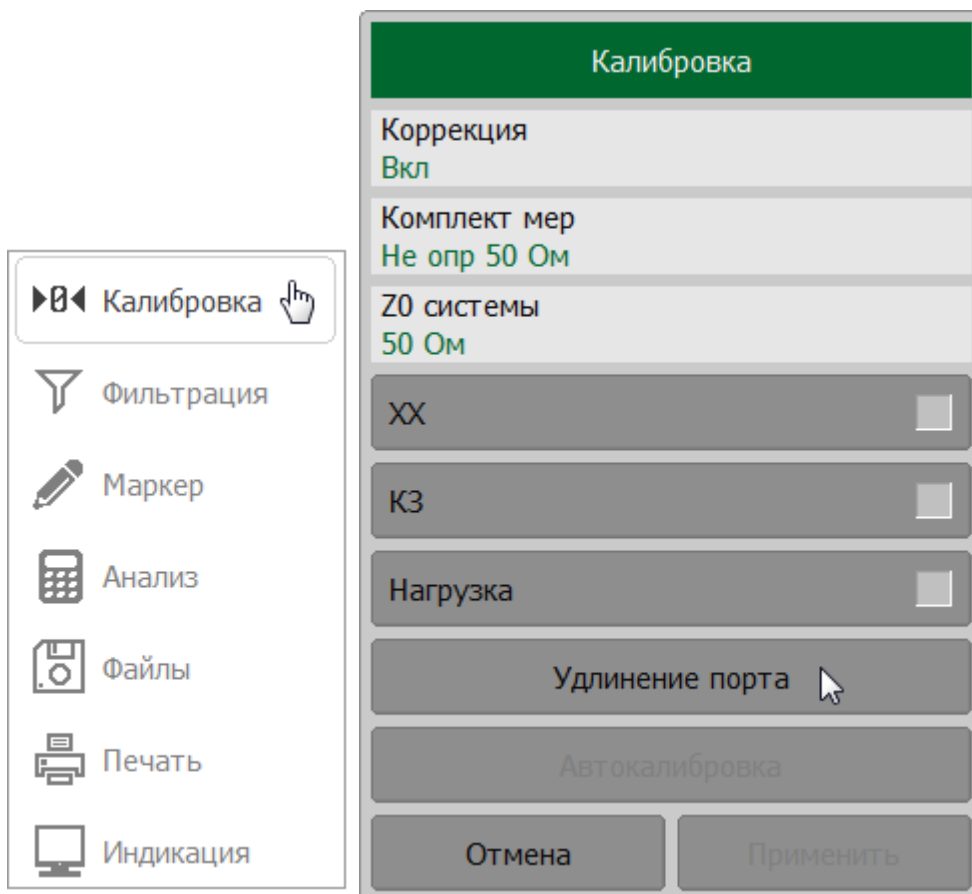 Калибровка
Фильтрация
Маркер
Анализ
Файлы
Печать
Индикация
Калибровка
Коррекция
Вкл
Комплект мер
Не опр 50 Ом
Z0 системы
50 Ом
ХХ
КЗ
Нагрузка
Удлинение порта
Автокалибровка
Отмена
Применить